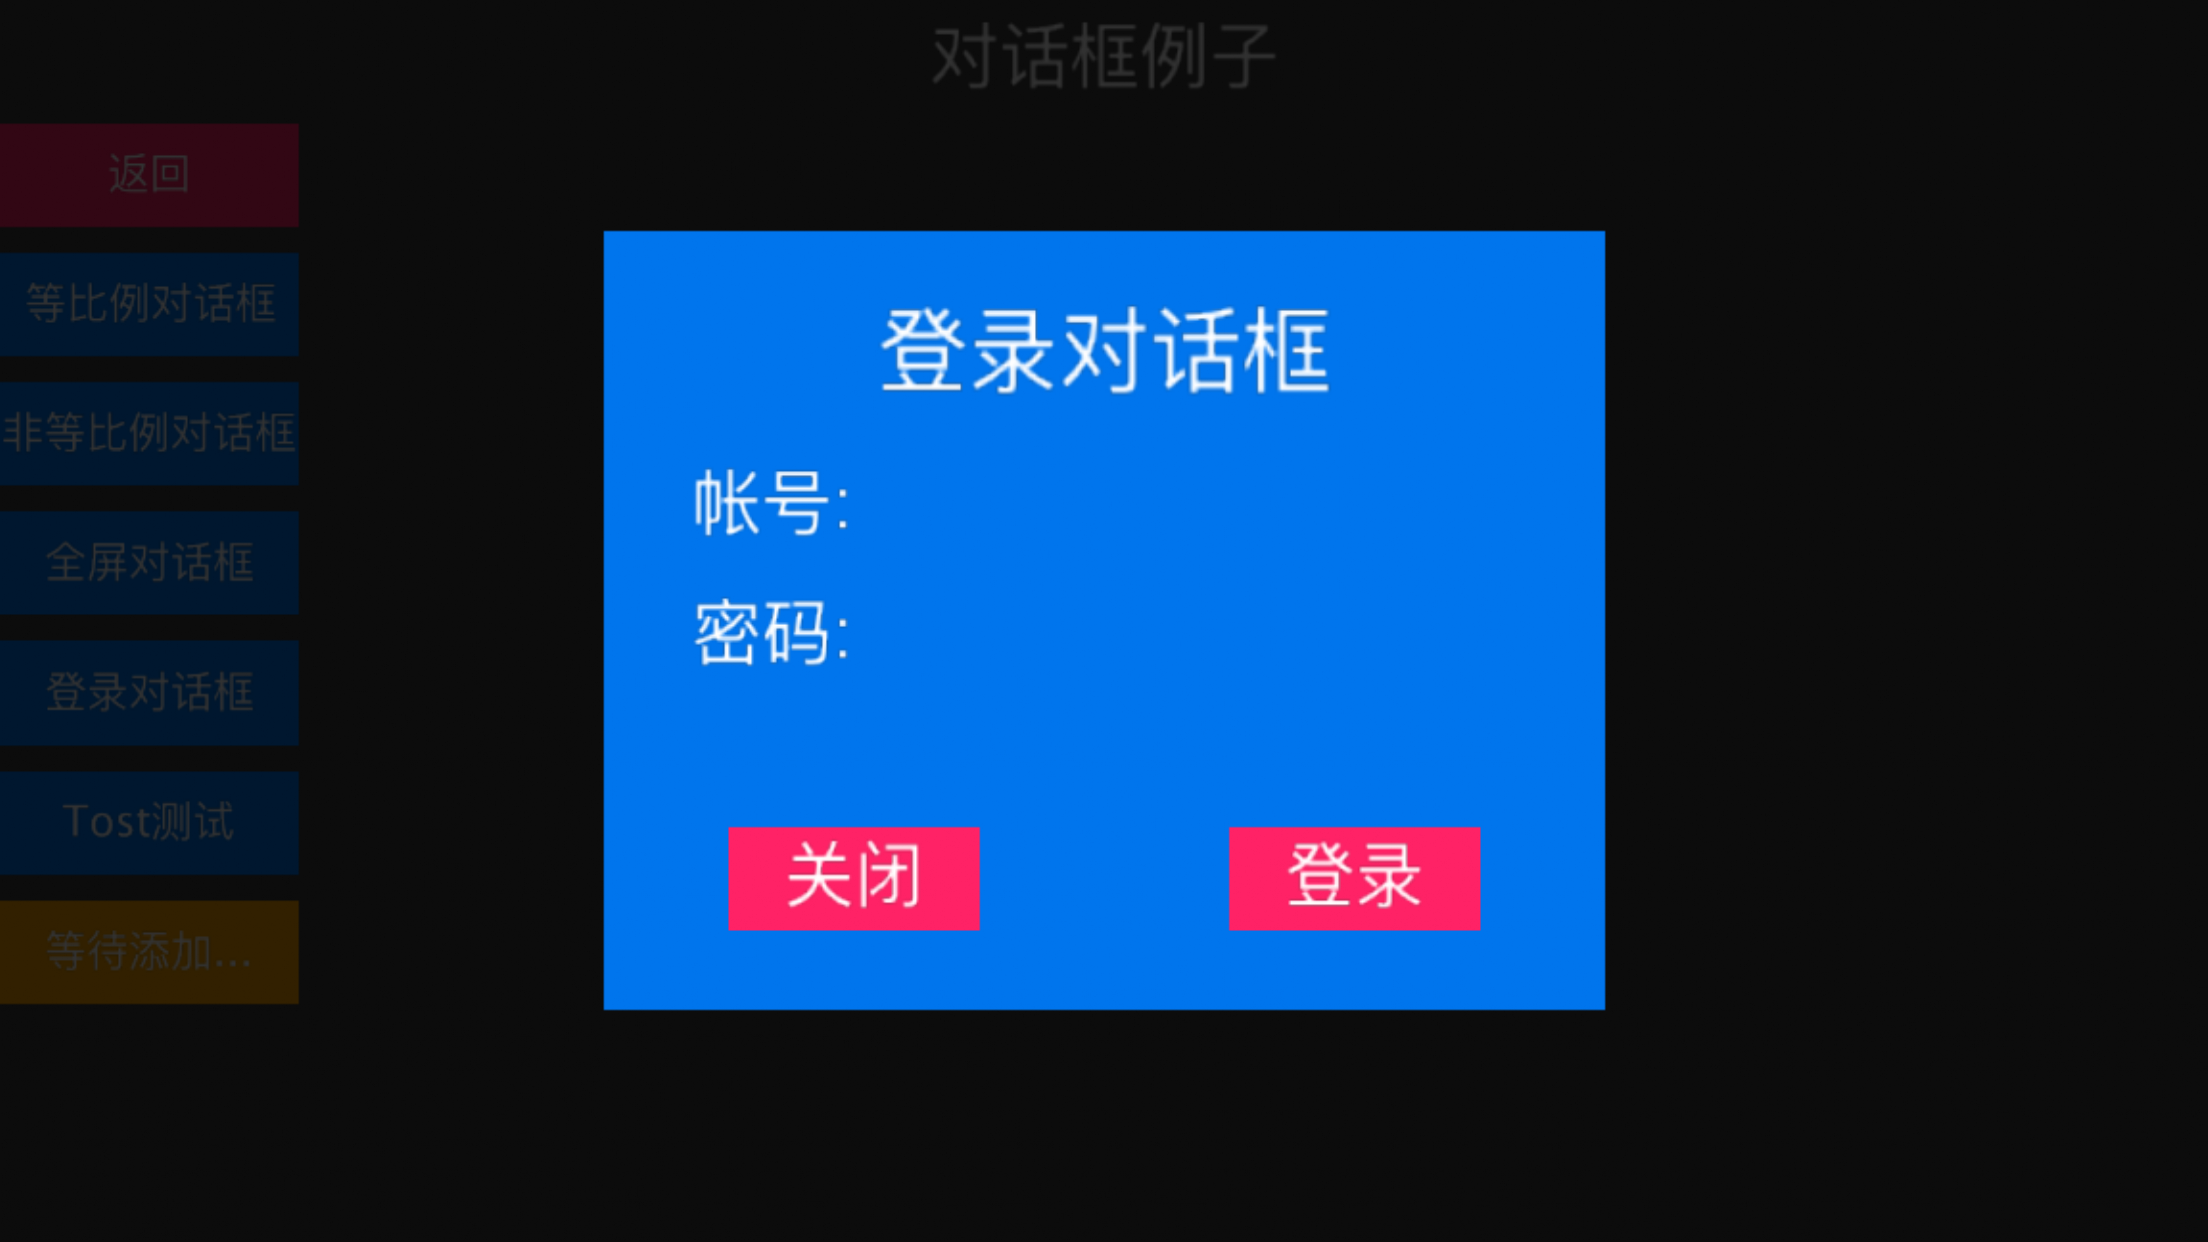 对话框例子
返回
等比例对话框
非等比例对话框
全屏对话框
登录对话框
Tost测试
等待添加...
登录对话框
帐号:
密码:
关闭
登录